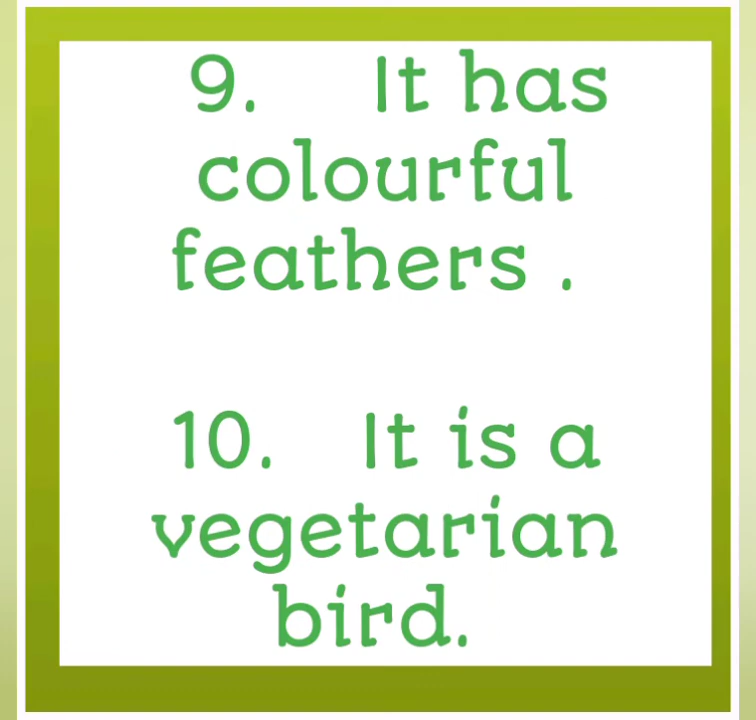 9. It has
colourful
feathers .
10. It is a
vegetarian
bird.